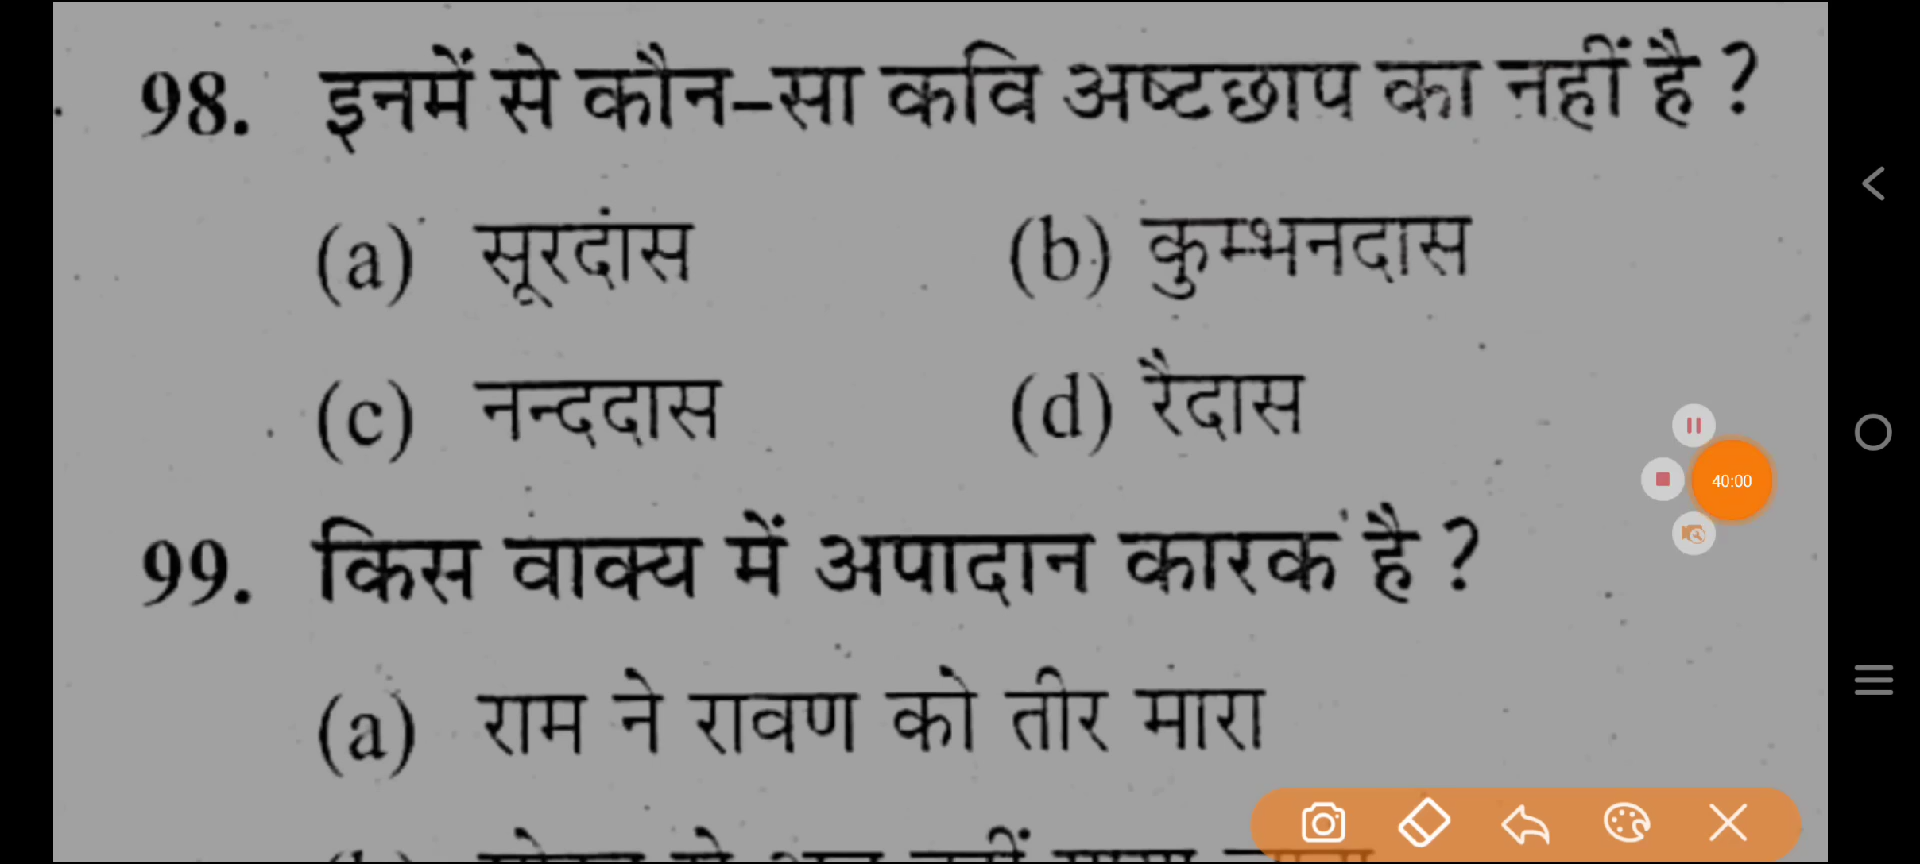 98. इनमें से कौन-सा कवि अष्टछाप का नहीं है ?
(a) सूरदास (b) कुम्भनदास
(c) नन्ददास (d) रैदास
40:00
99. किस वाक्य में अपादान कारक है ?
(a) राम ने रावण को तीर मारा